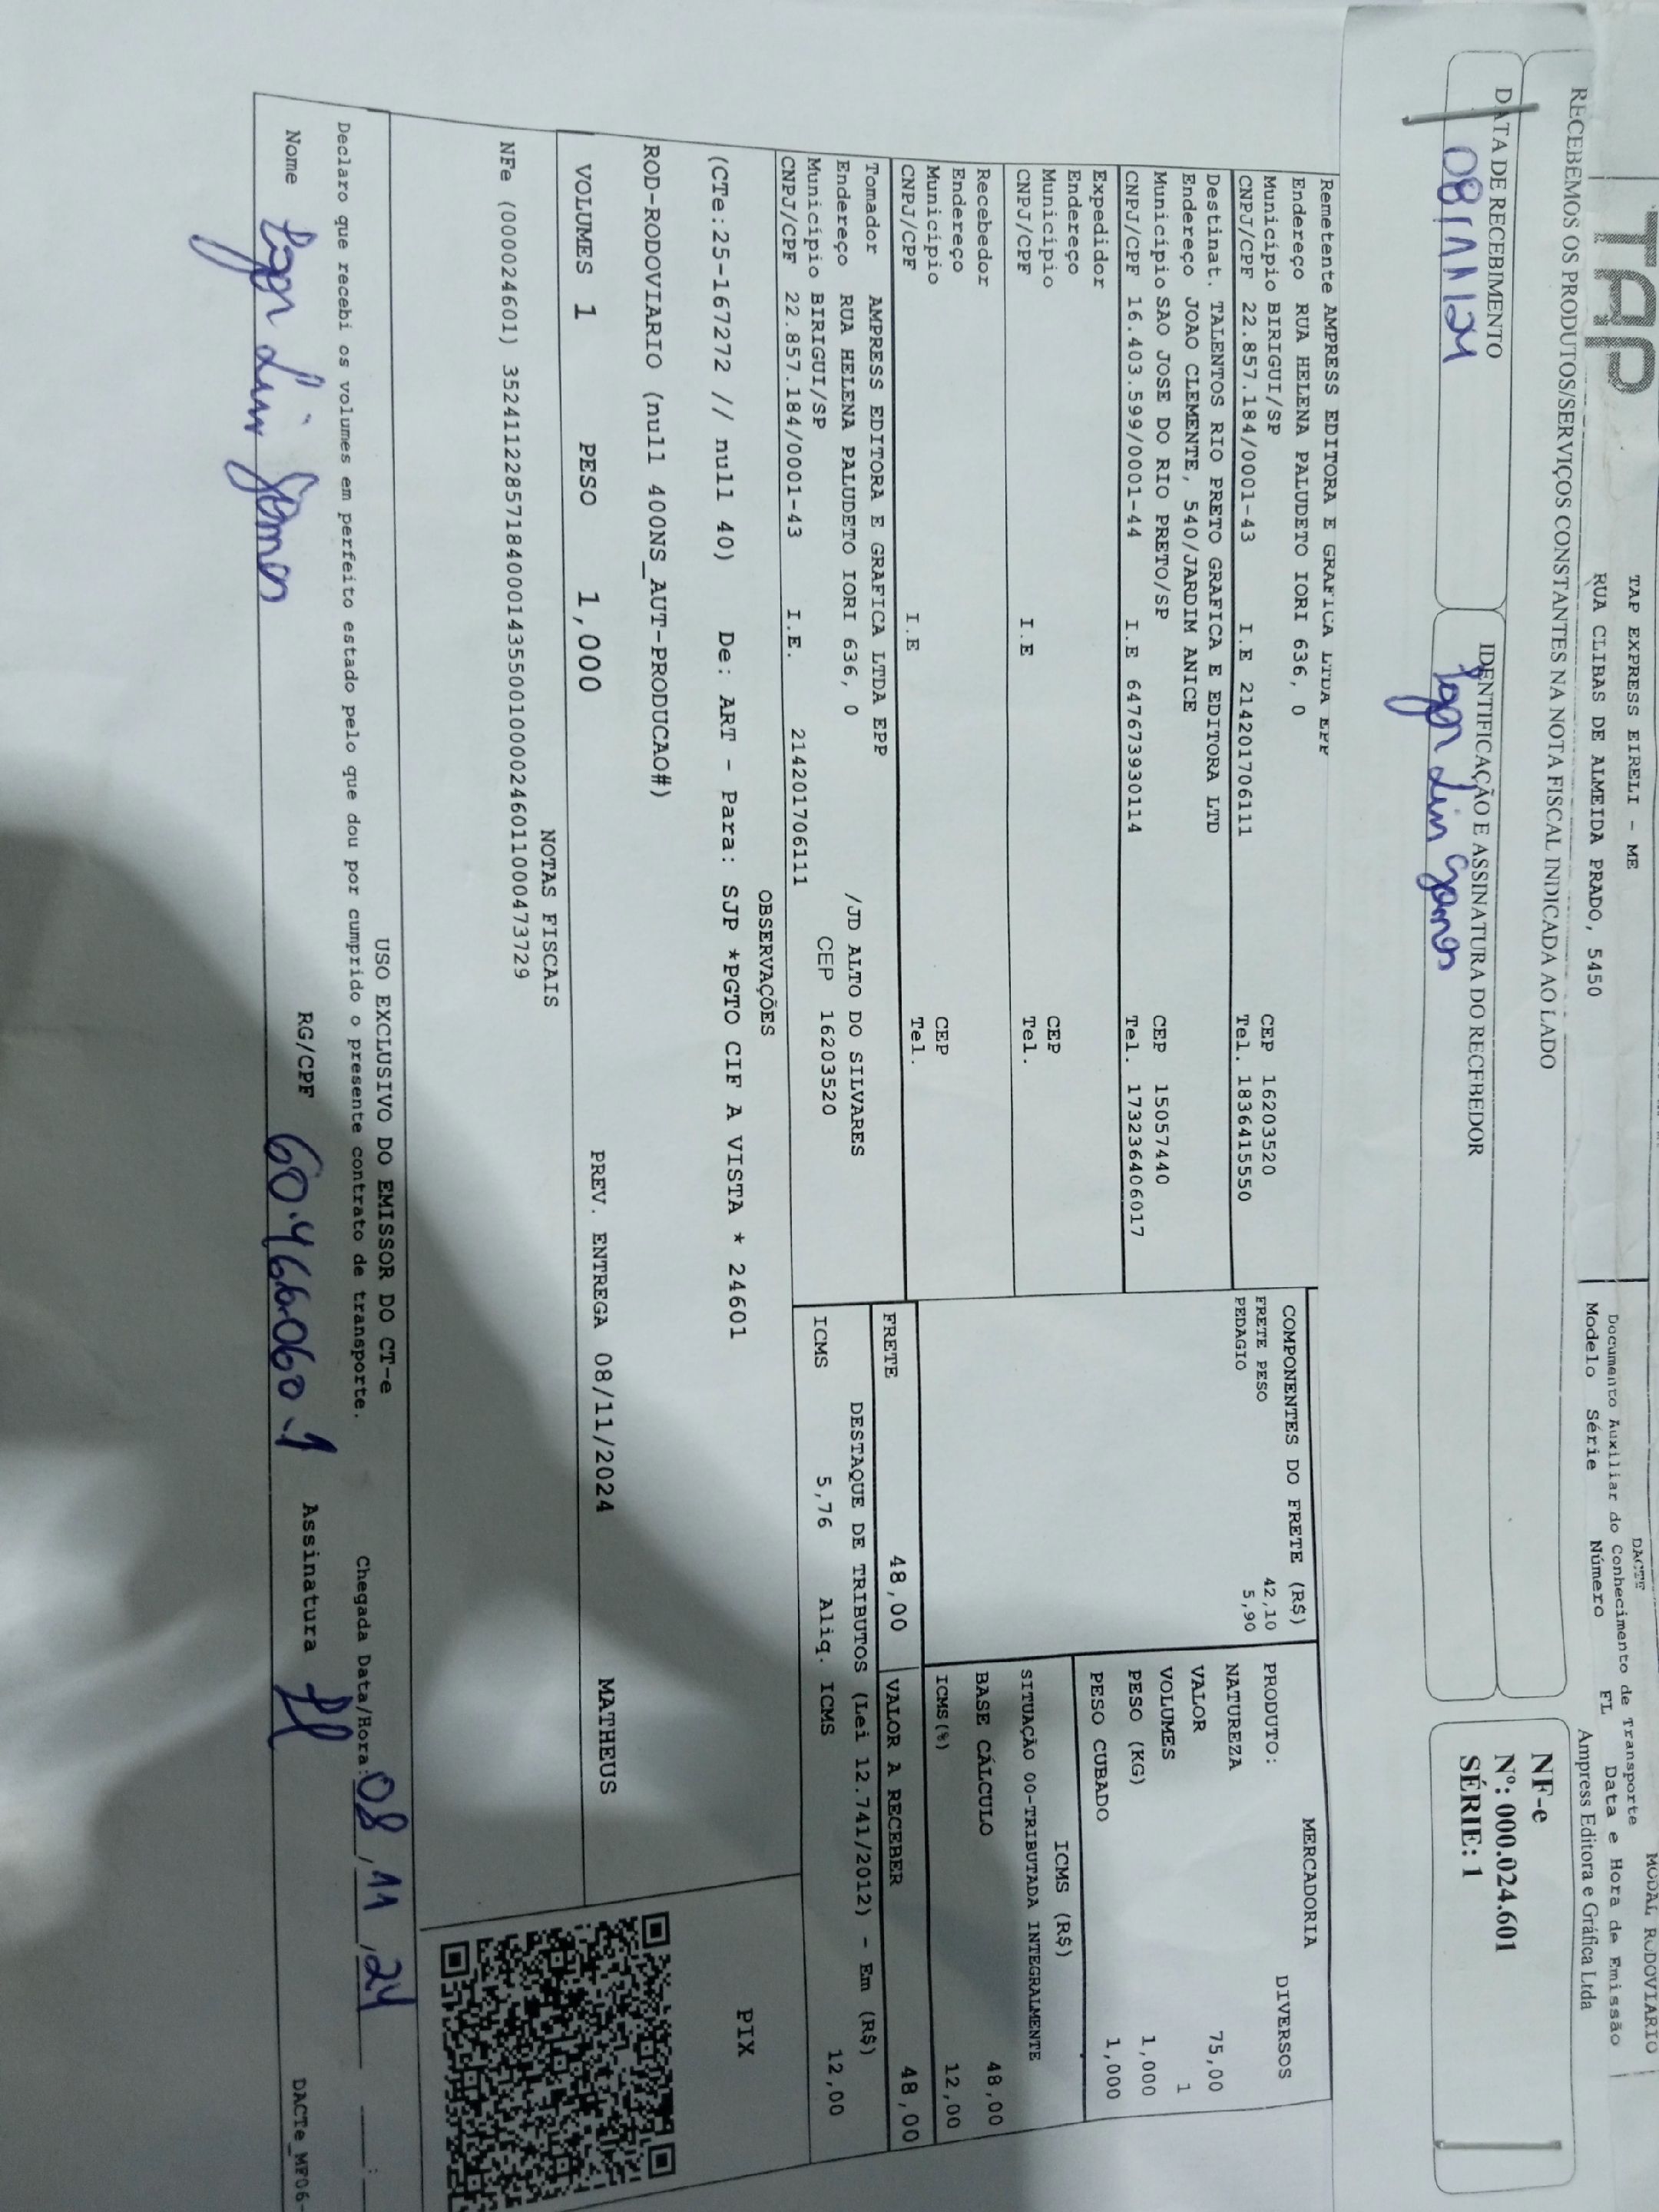 TAP
TAP EXPRESS EIRELI - ME
RUA CLIBAS DE ALMEIDA PRADO, 5450
DACTE
Documento Auxiliar do Conhecimento de Transporte
MODAL RODOVIARIO
Modelo Série Número FL Data e Hora de Emissão
Ampress Editora e Gráfica Ltda
RECEBEMOS OS PRODUTOS/SERVIÇOS CONSTANTES NA NOTA FISCAL INDICADA AO LADO
DATA DE RECEBIMENTO
08/11/24
IDENTIFICAÇÃO E ASSINATURA DO RECEBEDOR
NF-e
Nº: 000.024.601
SÉRIE: 1
Remetente AMPRESS EDITORA E GRAFICA LTDA EPP
Endereço RUA HELENA PALUDETO IORI 636, 0
Município BIRIGUI/SP CEP 16203520
CNPJ/CPF 22.857.184/0001-43 I.E 214201706111 Tel. 1836415550
Destinat. TALENTOS RIO PRETO GRAFICA E EDITORA LTD
Endereço JOAO CLEMENTE, 540/JARDIM ANICE
Município SAO JOSE DO RIO PRETO/SP CEP 15057440
CNPJ/CPF 16.403.599/0001-44 I.E 647673930114 Tel. 173236406017
Expedidor
Endereço
Município CEP
CNPJ/CPF I.E Tel.
Recebedor
Endereço
Município CEP
CNPJ/CPF I.E Tel.
Tomador AMPRESS EDITORA E GRAFICA LTDA EPP
Endereço RUA HELENA PALUDETO IORI 636, 0 /JD ALTO DO SILVARES
Município BIRIGUI/SP CEP 16203520
CNPJ/CPF 22.857.184/0001-43 I.E. 214201706111
COMPONENTES DO FRETE (R$)
FRETE PESO 42,10
PEDAGIO 5,90
MERCADORIA
PRODUTO: DIVERSOS
NATUREZA
VALOR 75,00
VOLUMES 1
PESO (KG) 1,000
PESO CUBADO 1,000
ICMS (R$)
SITUAÇÃO 00-TRIBUTADA INTEGRALMENTE
BASE CÁLCULO 48,00
ICMS(%) 12,00
FRETE 48,00 VALOR A RECEBER 48,00
DESTAQUE DE TRIBUTOS (Lei 12.741/2012) - Em (R$)
ICMS 5,76 Aliq. ICMS 12,00
OBSERVAÇÕES
(CTe:25-167272 // null 40) De: ART - Para: SJP *PGTO CIF A VISTA * 24601
PIX
ROD-RODOVIARIO (null 400NS_AUT-PRODUCAO#)
VOLUMES 1 PESO 1,000 PREV. ENTREGA 08/11/2024 MATHEUS
NOTAS FISCAIS
NFe (000024601) 35241122857184000143550010000246011000473729
USO EXCLUSIVO DO EMISSOR DO CT-e
Declaro que recebi os volumes em perfeito estado pelo que dou por cumprido o presente contrato de transporte. Chegada Data/Hora: 08/11/24
Nome RG/CPF 60.466.060-1 Assinatura
DACTe_MF06-